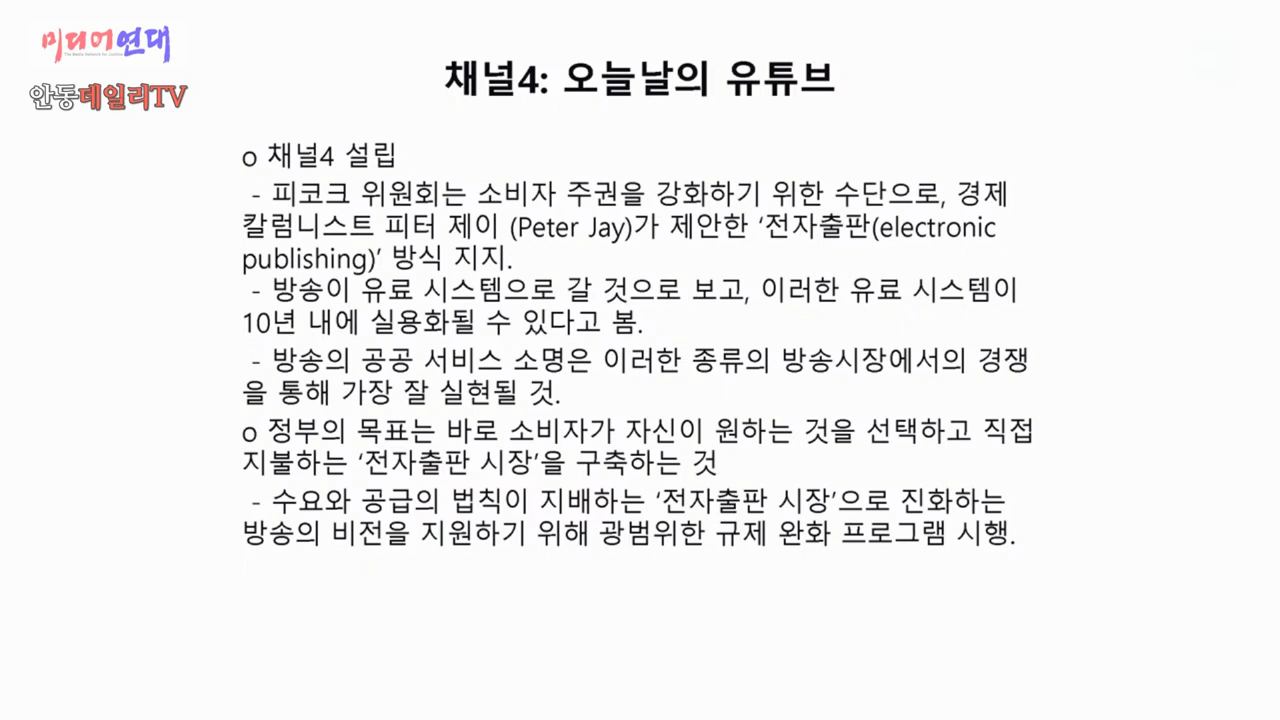 미디어연대
The Media Network for Justice
안동데일리TV
채널4: 오늘날의 유튜브
o 채널4 설립
- 피코크 위원회는 소비자 주권을 강화하기 위한 수단으로, 경제
칼럼니스트 피터 제이 (Peter Jay)가 제안한 ‘전자출판(electronic
publishing)’ 방식 지지.
- 방송이 유료 시스템으로 갈 것으로 보고, 이러한 유료 시스템이
10년 내에 실용화될 수 있다고 봄.
- 방송의 공공 서비스 소명은 이러한 종류의 방송시장에서의 경쟁
을 통해 가장 잘 실현될 것.
o 정부의 목표는 바로 소비자가 자신이 원하는 것을 선택하고 직접
지불하는 ‘전자출판 시장’을 구축하는 것
- 수요와 공급의 법칙이 지배하는 ‘전자출판 시장’으로 진화하는
방송의 비전을 지원하기 위해 광범위한 규제 완화 프로그램 시행.